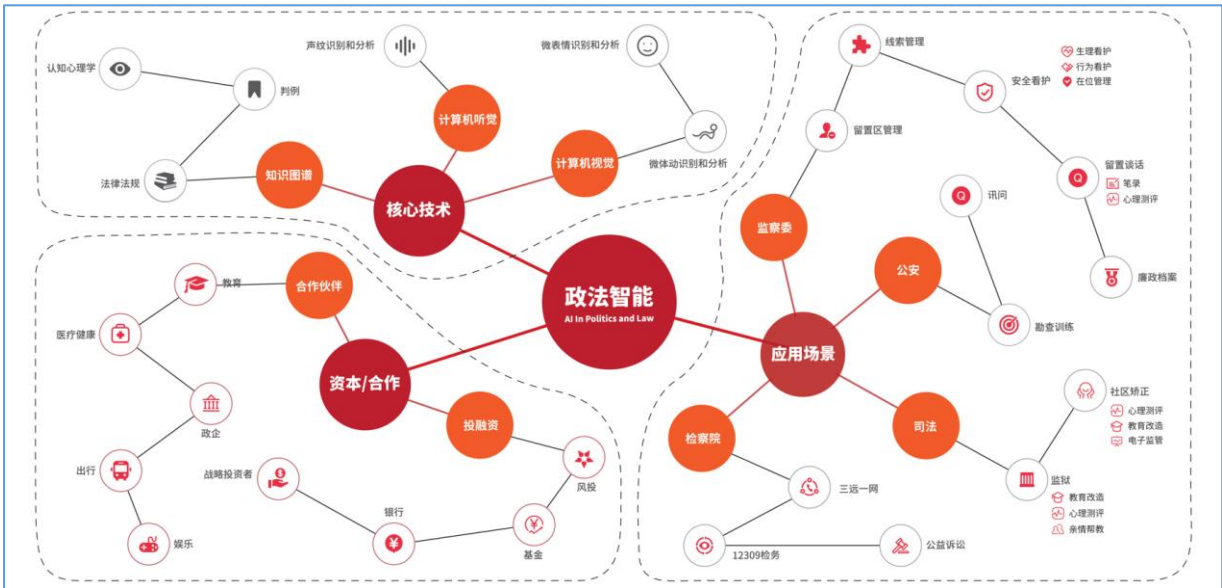 认知心理学
判例
法律法规
知识图谱
声纹识别和分析
计算机听觉
微表情识别和分析
微体动识别和分析
计算机视觉
核心技术
政法智能
AI In Politics and Law
合作伙伴
教育
医疗健康
政企
出行
娱乐
资本/合作
投融资
风投
基金
银行
战略投资者
应用场景
监察委
留置区管理
线索管理
安全看护
生理看护
行为看护
在位管理
留置谈话
笔录
心理测评
廉政档案
公安
勘查训练
讯问
司法
监狱
教育改造
心理测评
亲情帮教
社区矫正
心理测评
教育改造
电子监管
检察院
三远一网
12309检务
公益诉讼